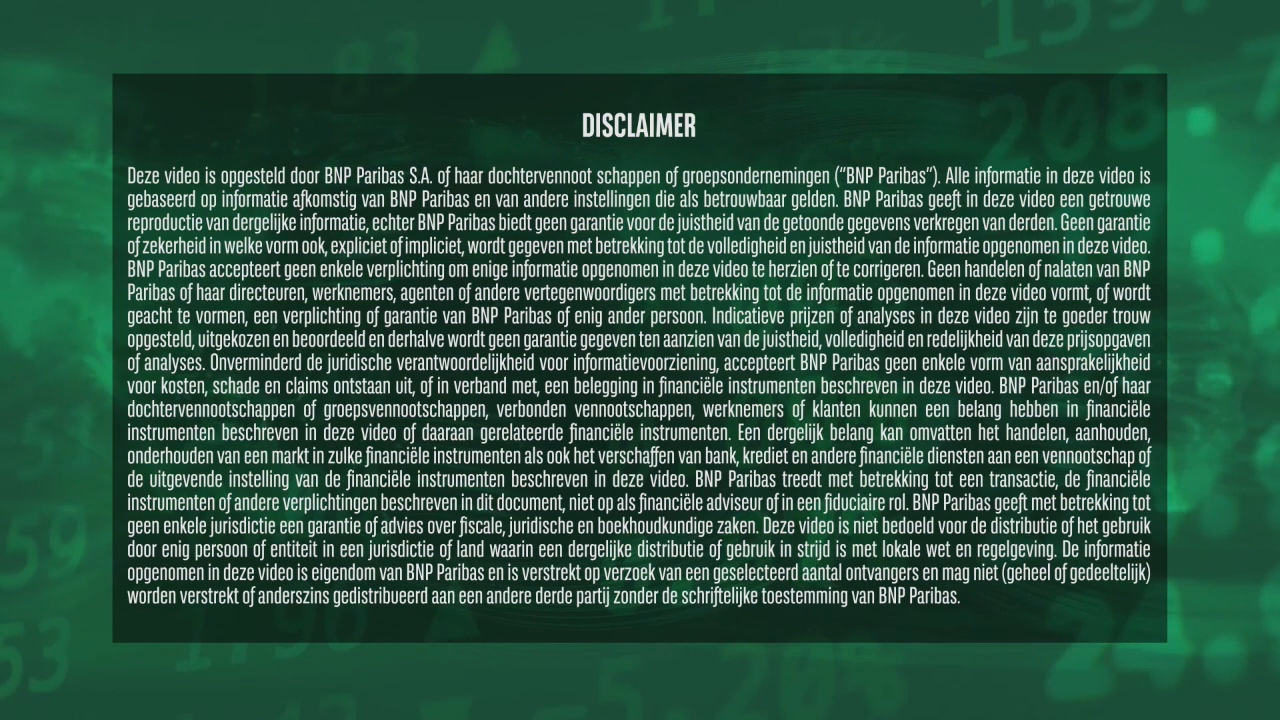 DISCLAIMER
Deze video is opgesteld door BNP Paribas S.A. of haar dochtervennoot schappen of groepsondernemingen (“BNP Paribas”). Alle informatie in deze video is
gebaseerd op informatie afkomstig van BNP Paribas en van andere instellingen die als betrouwbaar gelden. BNP Paribas geeft in deze video een getrouwe
reproductie van dergelijke informatie, echter BNP Paribas biedt geen garantie voor de juistheid van de getoonde gegevens verkregen van derden. Geen garantie
of zekerheid in welke vorm ook, expliciet of impliciet, wordt gegeven met betrekking tot de volledigheid en juistheid van de informatie opgenomen in deze video.
BNP Paribas accepteert geen enkele verplichting om enige informatie opgenomen in deze video te herzien of te corrigeren. Geen handelen of nalaten van BNP
Paribas of haar directeuren, werknemers, agenten of andere vertegenwoordigers met betrekking tot de informatie opgenomen in deze video vormt, of wordt
geacht te vormen, een verplichting of garantie van BNP Paribas of enig ander persoon. Indicatieve prijzen of analyses in deze video zijn te goeder trouw
opgesteld, uitgekozen en beoordeeld en derhalve wordt geen garantie gegeven ten aanzien van de juistheid, volledigheid en redelijkheid van deze prijsopgaven
of analyses. Onverminderd de juridische verantwoordelijkheid voor informatievoorziening, accepteert BNP Paribas geen enkele vorm van aansprakelijkheid
voor kosten, schade en claims ontstaan uit, of in verband met, een belegging in financiële instrumenten beschreven in deze video. BNP Paribas en/of haar
dochtervennootschappen of groepsvennootschappen, verbonden vennootschappen, werknemers of klanten kunnen een belang hebben in financiële
instrumenten beschreven in deze video of daaraan gerelateerde financiële instrumenten. Een dergelijk belang kan omvatten het handelen, aanhouden,
onderhouden van een markt in zulke financiële instrumenten als ook het verschaffen van bank, krediet en andere financiële diensten aan een vennootschap of
de uitgevende instelling van de financiële instrumenten beschreven in deze video. BNP Paribas treedt met betrekking tot een transactie, de financiële
instrumenten of andere verplichtingen beschreven in dit document, niet op als financiële adviseur of in een fiduciaire rol. BNP Paribas geeft met betrekking tot
geen enkele jurisdictie een garantie of advies over fiscale, juridische en boekhoudkundige zaken. Deze video is niet bedoeld voor de distributie of het gebruik
door enig persoon of entiteit in een jurisdictie of land waarin een dergelijke distributie of gebruik in strijd is met lokale wet en regelgeving. De informatie
opgenomen in deze video is eigendom van BNP Paribas en is verstrekt op verzoek van een geselecteerd aantal ontvangers en mag niet (geheel of gedeeltelijk)
worden verstrekt of anderszins gedistribueerd aan een andere derde partij zonder de schriftelijke toestemming van BNP Paribas.